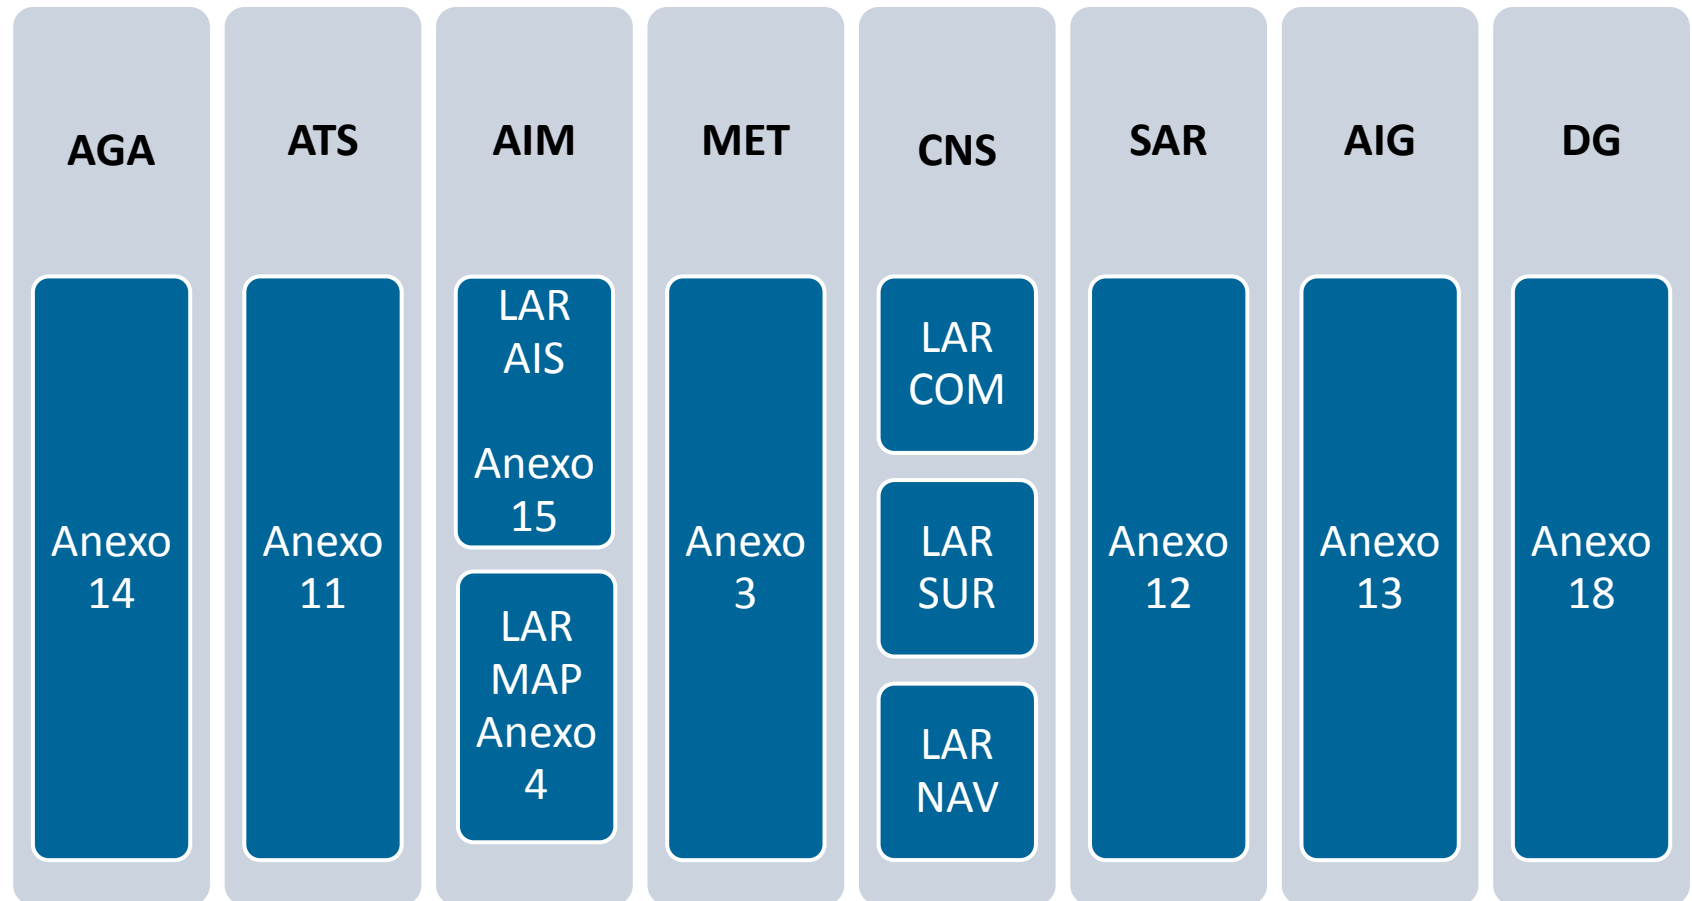 AGA
ATS
AIM
MET
CNS
SAR
AIG
DG
Anexo
14
Anexo
11
LAR
AIS
Anexo
15
LAR
MAP
Anexo
4
Anexo
3
LAR
COM
LAR
SUR
LAR
NAV
Anexo
12
Anexo
13
Anexo
18